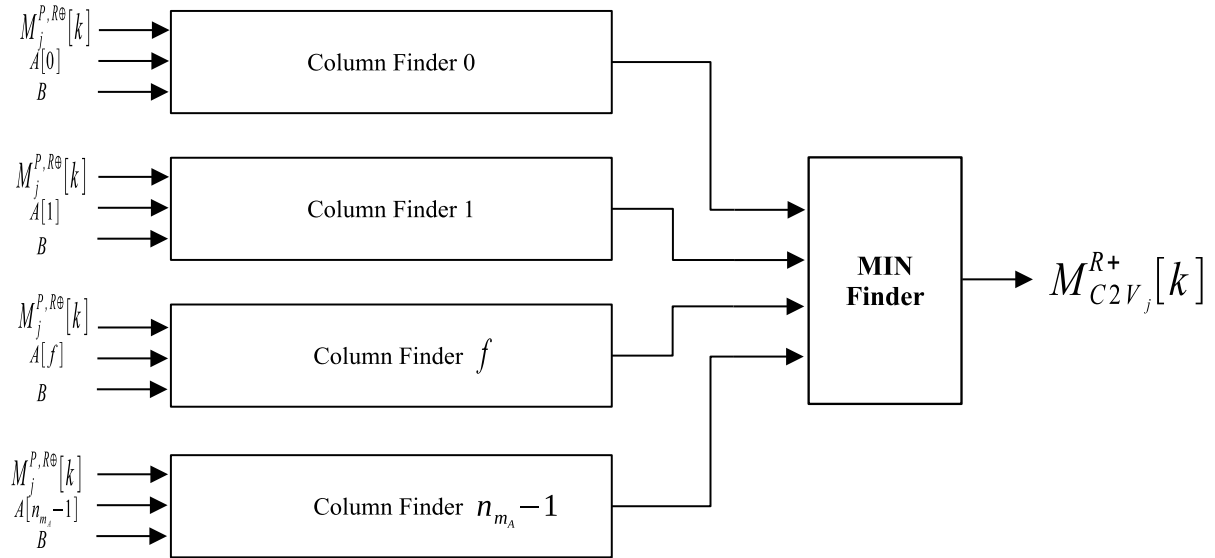 M_j^{P,R⊕}[k]
A[0]
B
Column Finder 0
M_j^{P,R⊕}[k]
A[1]
B
Column Finder 1
M_j^{P,R⊕}[k]
A[f]
B
Column Finder f
M_j^{P,R⊕}[k]
A[n_{m_A}−1]
B
Column Finder n_{m_A}−1
MIN
Finder
M_{C2V_j}^{R+}[k]